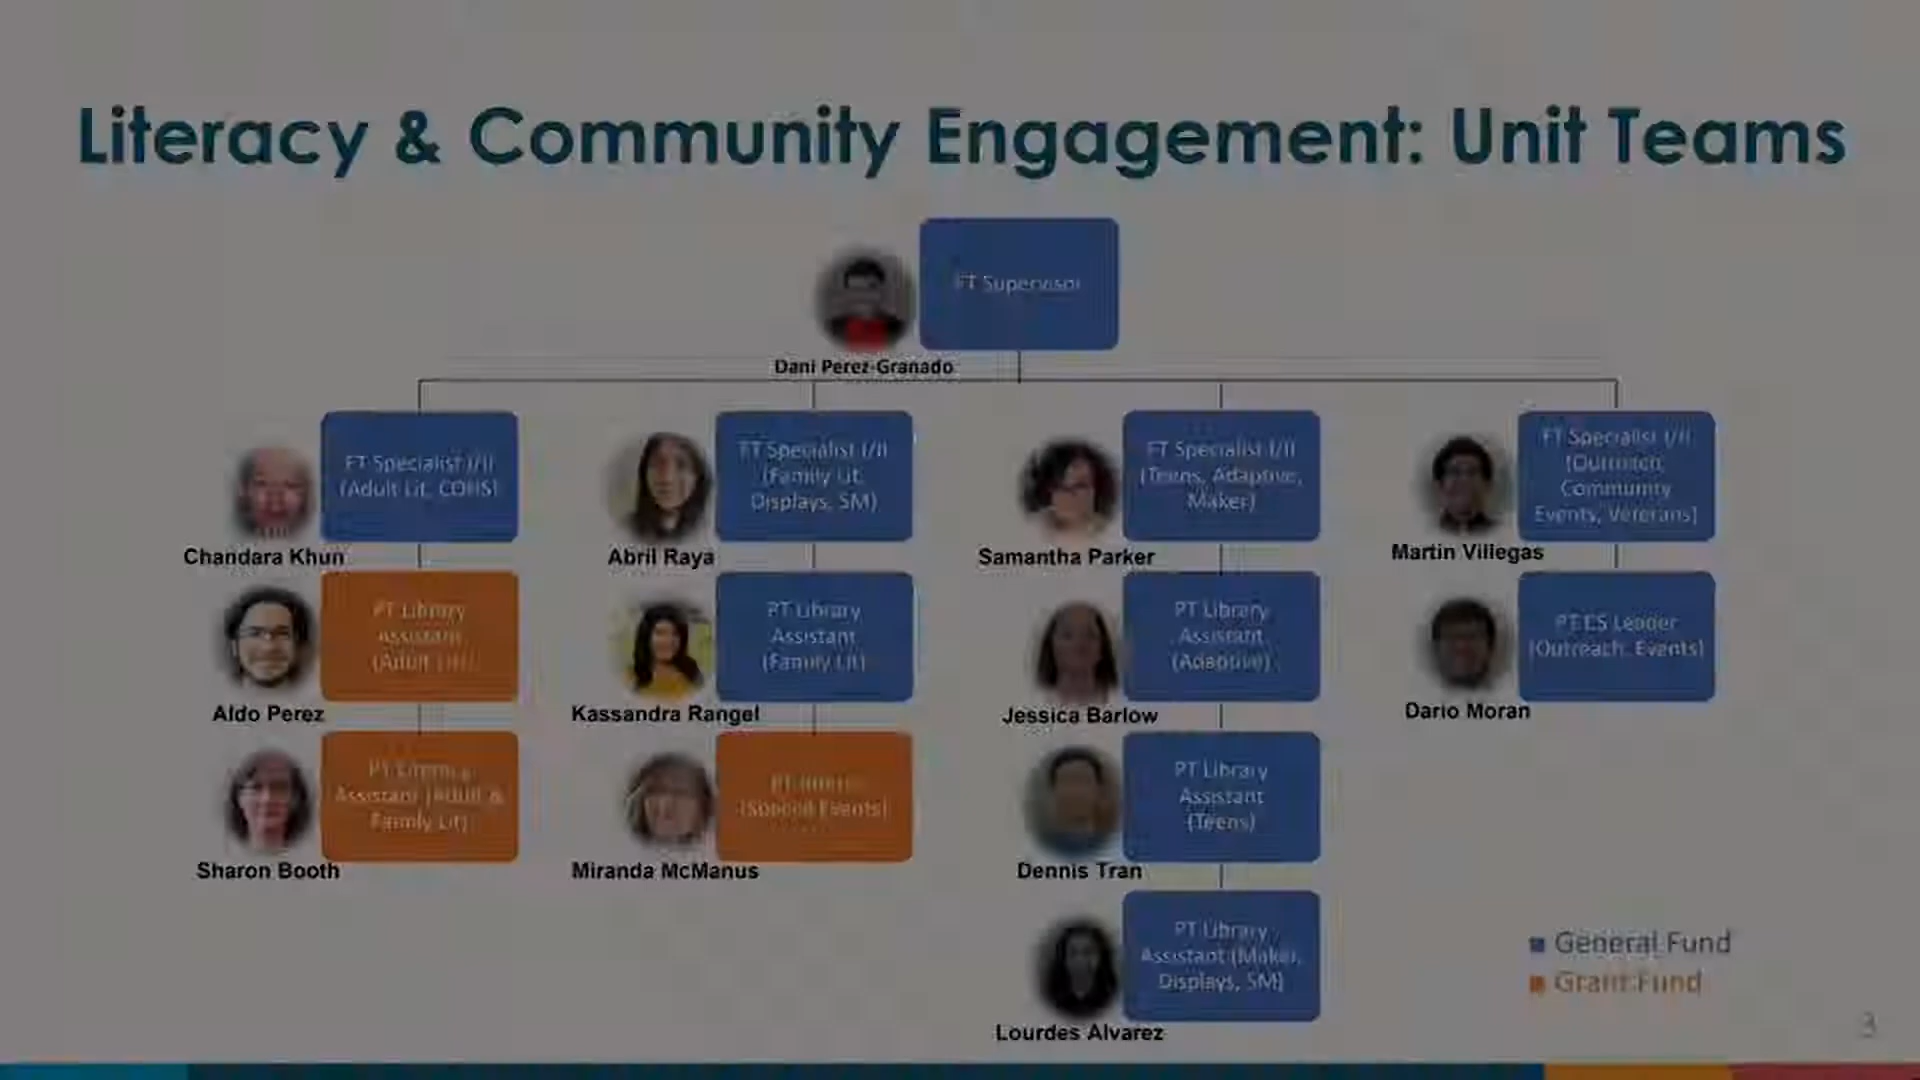 Literacy & Community Engagement: Unit Teams
FT Supervisor
Dani Perez-Granado
FT Specialist I/II
(Adult Lit, COHS)
Chandara Khun
FT Specialist I/II
(Family Lit,
Displays, SM)
Abril Raya
FT Specialist I/II
(Teens, Adaptive,
Maker)
Samantha Parker
FT Specialist I/II
(Outreach,
Community
Events, Veterans)
Martin Villegas
PT Library
Assistant
(Adult Lit)
Aldo Perez
PT Library
Assistant
(Family Lit)
Kassandra Rangel
PT Library
Assistant
(Adaptive)
Jessica Barlow
PT CS Leader
(Outreach, Events)
Dario Moran
PT Literacy
Assistant (Adult &
Family Lit)
Sharon Booth
PT
(Special Events)
Miranda McManus
PT Library
Assistant
(Teens)
Dennis Tran
PT Library
Assistant (Maker,
Displays, SM)
Lourdes Alvarez
General Fund
Grant Fund
3